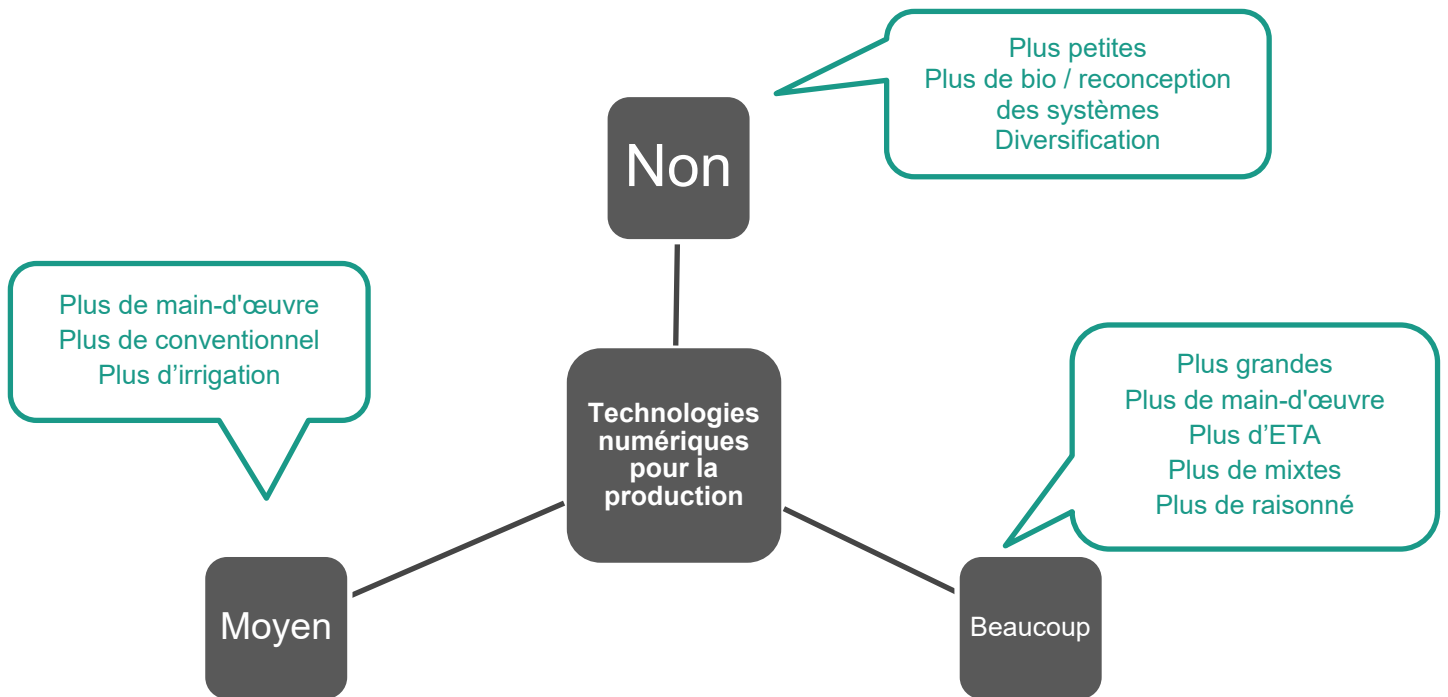 Plus petites
Plus de bio / reconception
des systèmes
Diversification
Non
Plus de main-d'œuvre
Plus de conventionnel
Plus d’irrigation
Technologies
numériques
pour la
production
Plus grandes
Plus de main-d'œuvre
Plus d’ETA
Plus de mixtes
Plus de raisonné
Moyen
Beaucoup